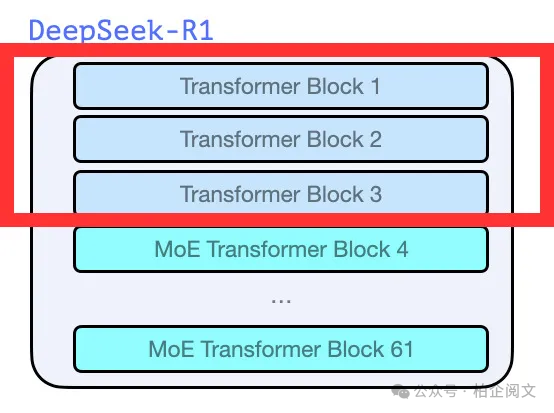 DeepSeek-R1
Transformer Block 1
Transformer Block 2
Transformer Block 3
MoE Transformer Block 4
...
MoE Transformer Block 61
公众号 · 柏企阅文